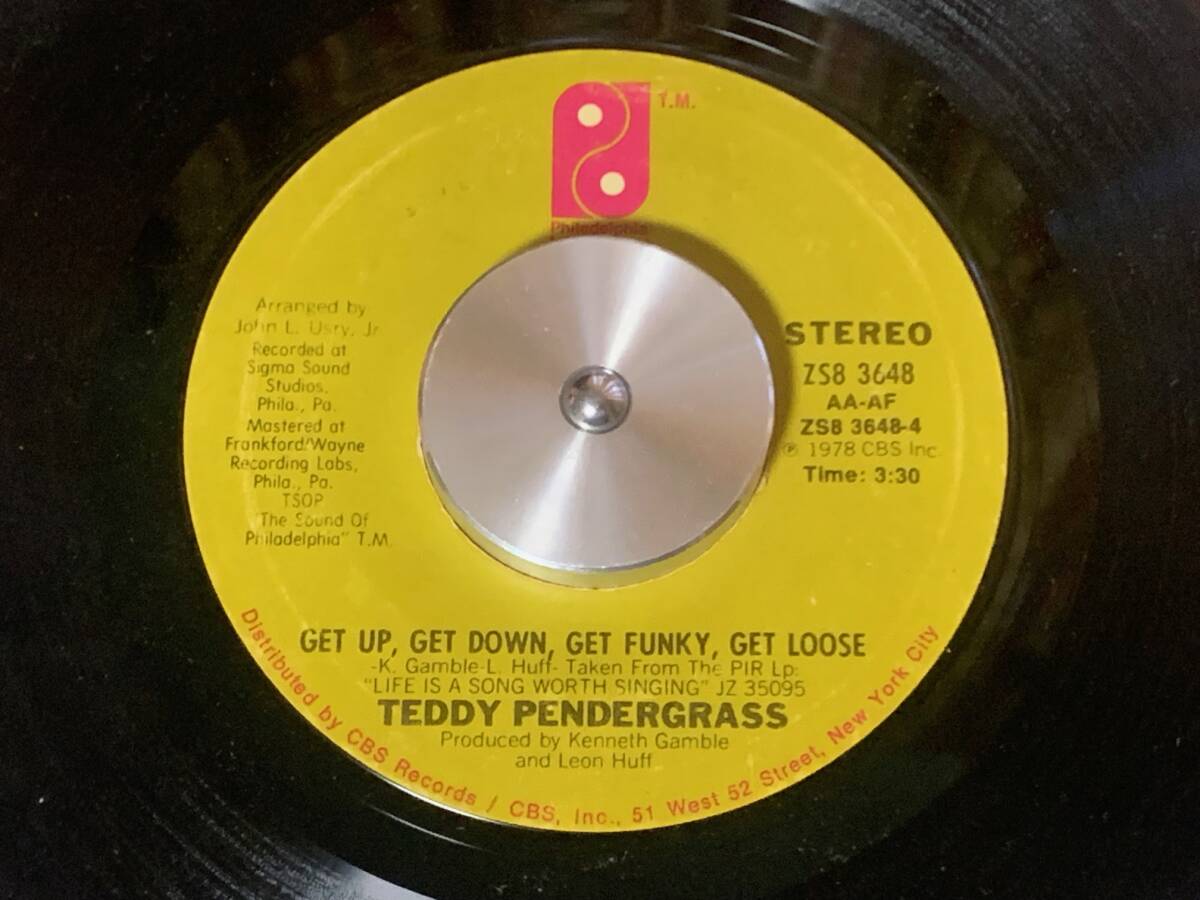 T.M.
Philadelphia
Arranged by
John L. Usry, Jr
Recorded at
Sigma Sound
Studios,
Phila., Pa.
Mastered at
Frankford/Wayne
Recording Labs,
Phila., Pa.
TSOP
"The Sound Of
Philadelphia" T.M.
STEREO
ZS8 3648
AA-AF
ZS8 3648-4
℗ 1978 CBS Inc.
Time: 3:30
GET UP, GET DOWN, GET FUNKY, GET LOOSE
-K. Gamble-L. Huff- Taken From The PIR Lp:
"LIFE IS A SONG WORTH SINGING" JZ 35095
TEDDY PENDERGRASS
Produced by Kenneth Gamble
and Leon Huff
Distributed by CBS Records / CBS, Inc., 51 West 52 Street, New York City